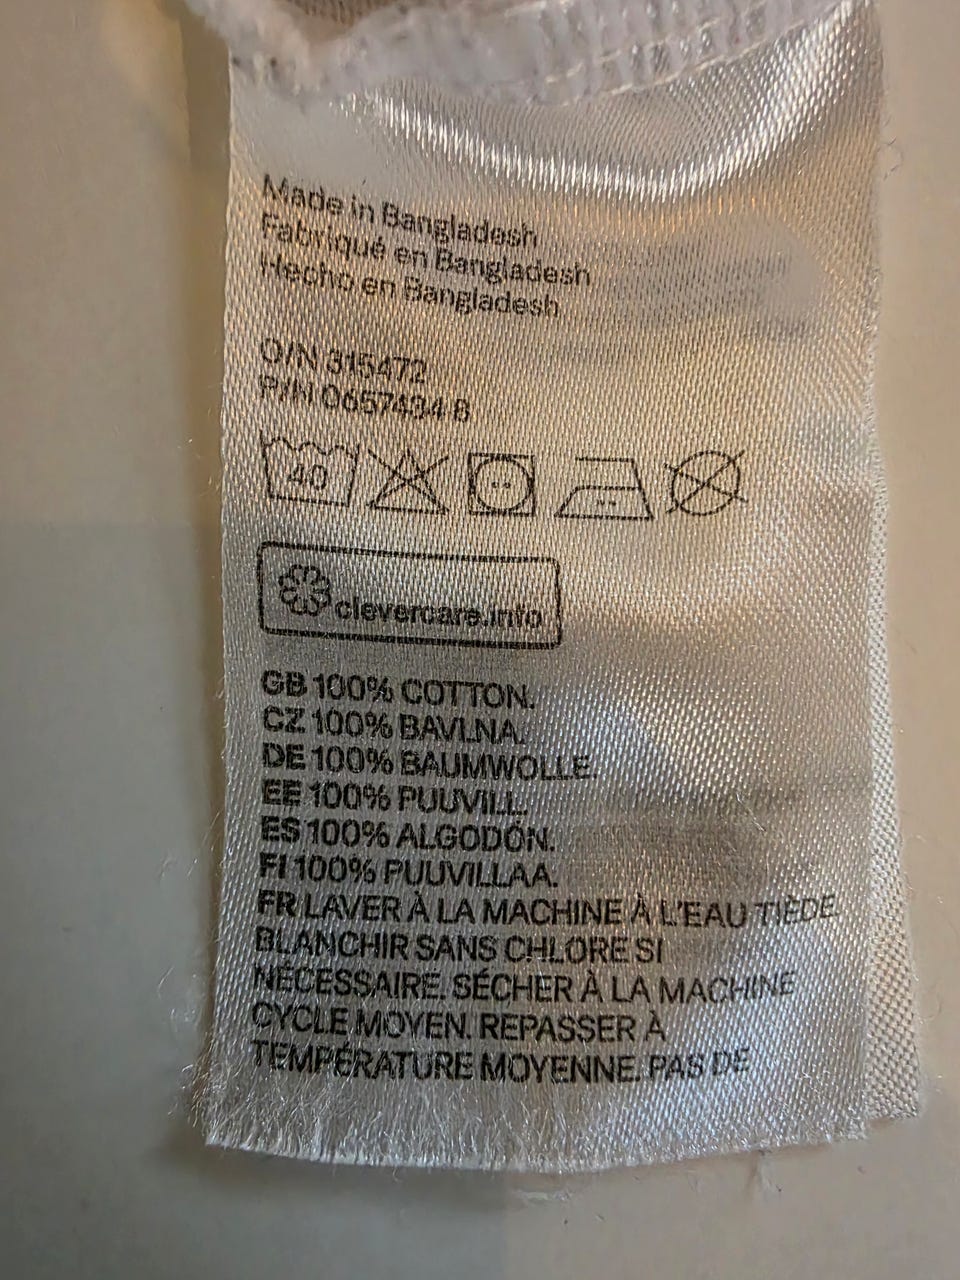 Made in Bangladesh
Fabriqué en Bangladesh
Hecho en Bangladesh
O/N 315472
P/N 0657434 8
40
clevercare.info
GB 100% COTTON.
CZ 100% BAVLNA.
DE 100% BAUMWOLLE.
EE 100% PUUVILL.
ES 100% ALGODÓN.
FI 100% PUUVILLAA.
FR LAVER À LA MACHINE À L'EAU TIÈDE.
BLANCHIR SANS CHLORE SI
NÉCESSAIRE. SÉCHER À LA MACHINE
CYCLE MOYEN. REPASSER À
TEMPÉRATURE MOYENNE. PAS DE